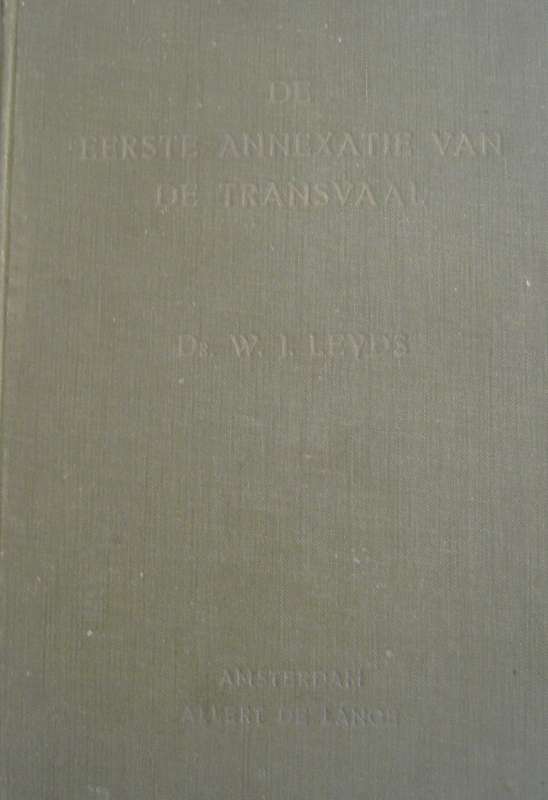 DE
EERSTE ANNEXATIE VAN
DE TRANSVAAL
Dr. W. J. LEYDS
AMSTERDAM
ALLERT DE LANGE